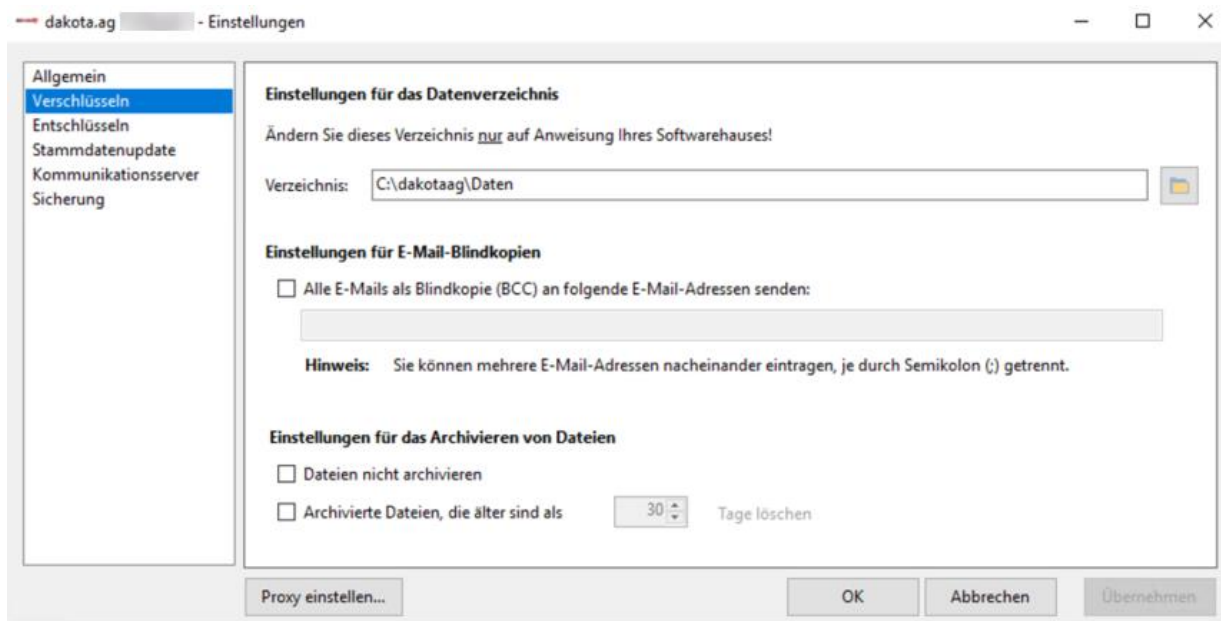 dakota.ag - Einstellungen
Allgemein
Verschlüsseln
Entschlüsseln
Stammdatenupdate
Kommunikationsserver
Sicherung
Einstellungen für das Datenverzeichnis
Ändern Sie dieses Verzeichnis nur auf Anweisung Ihres Softwarehauses!
Verzeichnis: C:\dakotaag\Daten
Einstellungen für E-Mail-Blindkopien
Alle E-Mails als Blindkopie (BCC) an folgende E-Mail-Adressen senden:
Hinweis: Sie können mehrere E-Mail-Adressen nacheinander eintragen, je durch Semikolon (;) getrennt.
Einstellungen für das Archivieren von Dateien
Dateien nicht archivieren
Archivierte Dateien, die älter sind als 30 Tage löschen
Proxy einstellen... OK Abbrechen Übernehmen